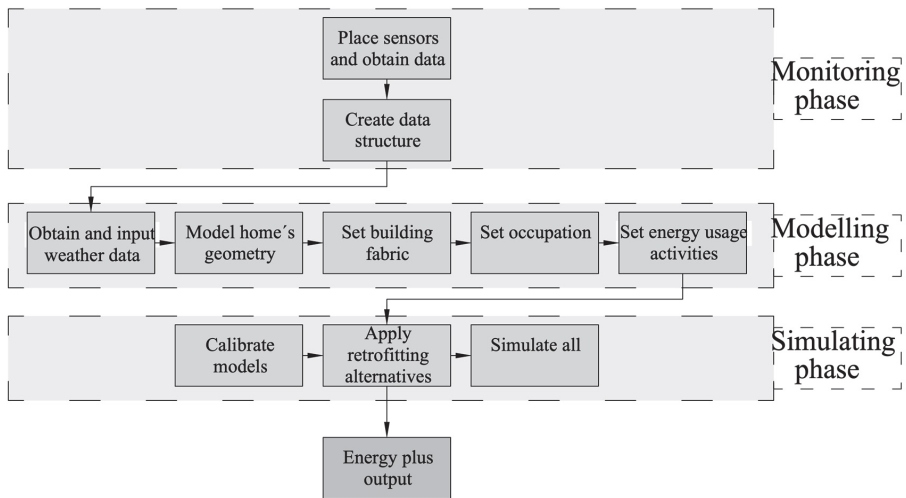 Place sensors
and obtain data
Monitoring
phase
Create data
structure
Obtain and input
weather data
Model home´s
geometry
Set building
fabric
Set occupation
Set energy usage
activities
Modelling
phase
Calibrate
models
Apply
retrofitting
alternatives
Simulate all
Simulating
phase
Energy plus
output